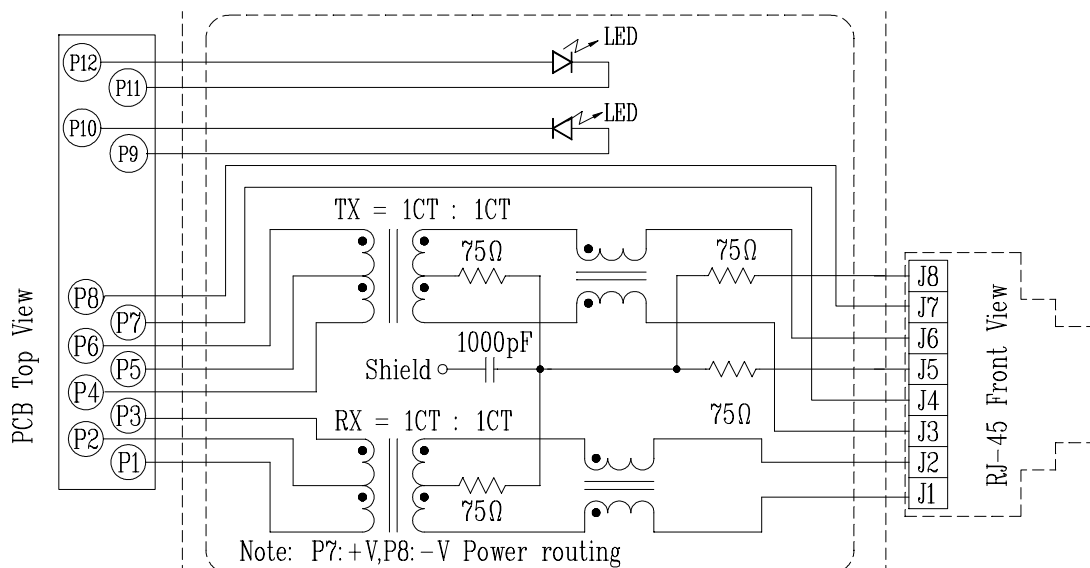 LED
P12
P11
LED
P10
P9
TX = 1CT : 1CT
75Ω
75Ω
P8
P7
P6
P5
P4
P3
P2
P1
PCB Top View
1000pF
Shield
75Ω
RX = 1CT : 1CT
75Ω
J8
J7
J6
J5
J4
J3
J2
J1
RJ-45 Front View
Note: P7:+V,P8:-V Power routing